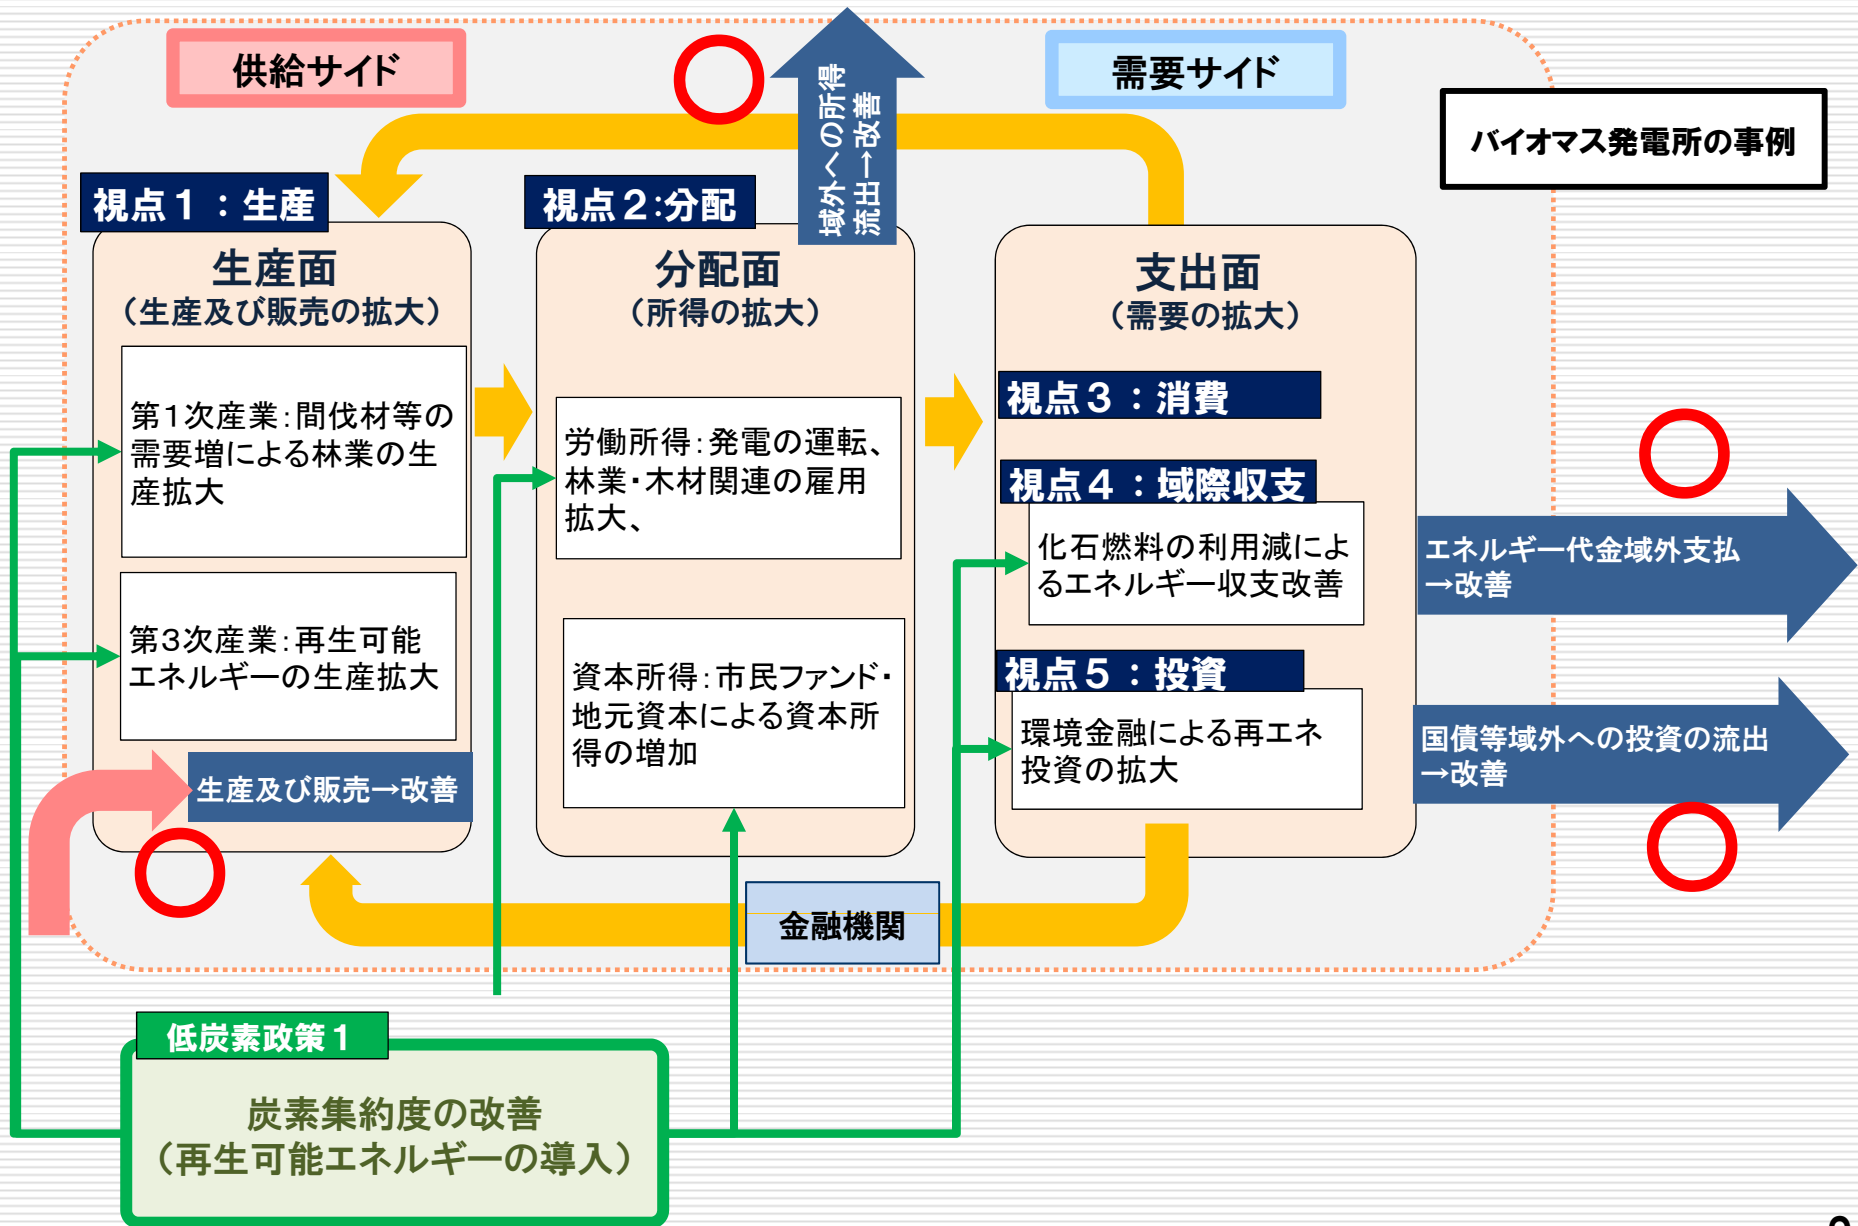 供給サイド
需要サイド
バイオマス発電所の事例
域外への所得
流出→改善
視点1：生産
生産面
（生産及び販売の拡大）
第1次産業：間伐材等の
需要増による林業の生
産拡大
第3次産業：再生可能
エネルギーの生産拡大
生産及び販売→改善
視点2：分配
分配面
（所得の拡大）
労働所得：発電の運転、
林業・木材関連の雇用
拡大、
資本所得：市民ファンド・
地元資本による資本所
得の増加
支出面
（需要の拡大）
視点3：消費
視点4：域際収支
化石燃料の利用減によ
るエネルギー収支改善
視点5：投資
環境金融による再エネ
投資の拡大
エネルギー代金域外支払
→改善
国債等域外への投資の流出
→改善
金融機関
低炭素政策1
炭素集約度の改善
（再生可能エネルギーの導入）